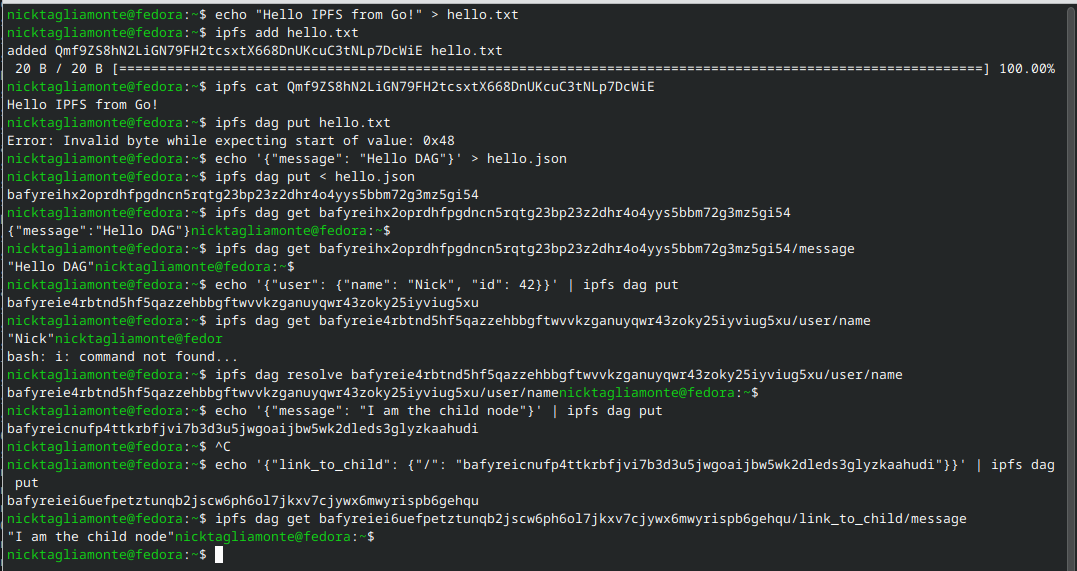 nicktagliamonte@fedora:~$ echo "Hello IPFS from Go!" > hello.txt
nicktagliamonte@fedora:~$ ipfs add hello.txt
added Qmf9ZS8hN2LiGN79FH2tcsxtX668DnUKcuC3tNLp7DcWiE hello.txt
 20 B / 20 B [============================================================================================================] 100.00%
nicktagliamonte@fedora:~$ ipfs cat Qmf9ZS8hN2LiGN79FH2tcsxtX668DnUKcuC3tNLp7DcWiE
Hello IPFS from Go!
nicktagliamonte@fedora:~$ ipfs dag put hello.txt
Error: Invalid byte while expecting start of value: 0x48
nicktagliamonte@fedora:~$ echo '{"message": "Hello DAG"}' > hello.json
nicktagliamonte@fedora:~$ ipfs dag put < hello.json
bafyreihx2oprdhfpgdncn5rqtg23bp23z2dhr4o4yys5bbm72g3mz5gi54
nicktagliamonte@fedora:~$ ipfs dag get bafyreihx2oprdhfpgdncn5rqtg23bp23z2dhr4o4yys5bbm72g3mz5gi54
{"message":"Hello DAG"}nicktagliamonte@fedora:~$
nicktagliamonte@fedora:~$ ipfs dag get bafyreihx2oprdhfpgdncn5rqtg23bp23z2dhr4o4yys5bbm72g3mz5gi54/message
"Hello DAG"nicktagliamonte@fedora:~$
nicktagliamonte@fedora:~$ echo '{"user": {"name": "Nick", "id": 42}}' | ipfs dag put
bafyreie4rbtnd5hf5qazzehbbgftwvvkzganuyqwr43zoky25iyviug5xu
nicktagliamonte@fedora:~$ ipfs dag get bafyreie4rbtnd5hf5qazzehbbgftwvvkzganuyqwr43zoky25iyviug5xu/user/name
"Nick"nicktagliamonte@fedor
bash: i: command not found...
nicktagliamonte@fedora:~$ ipfs dag resolve bafyreie4rbtnd5hf5qazzehbbgftwvvkzganuyqwr43zoky25iyviug5xu/user/name
bafyreie4rbtnd5hf5qazzehbbgftwvvkzganuyqwr43zoky25iyviug5xu/user/namenicktagliamonte@fedora:~$
nicktagliamonte@fedora:~$ echo '{"message": "I am the child node"}' | ipfs dag put
bafyreicnufp4ttkrbfjvi7b3d3u5jwgoaijbw5wk2dleds3glyzkaahudi
nicktagliamonte@fedora:~$ ^C
nicktagliamonte@fedora:~$ echo '{"link_to_child": {"/": "bafyreicnufp4ttkrbfjvi7b3d3u5jwgoaijbw5wk2dleds3glyzkaahudi"}}' | ipfs dag
 put
bafyreiei6uefpetztunqb2jscw6ph6ol7jkxv7cjywx6mwyrispb6gehqu
nicktagliamonte@fedora:~$ ipfs dag get bafyreiei6uefpetztunqb2jscw6ph6ol7jkxv7cjywx6mwyrispb6gehqu/link_to_child/message
"I am the child node"nicktagliamonte@fedora:~$
nicktagliamonte@fedora:~$